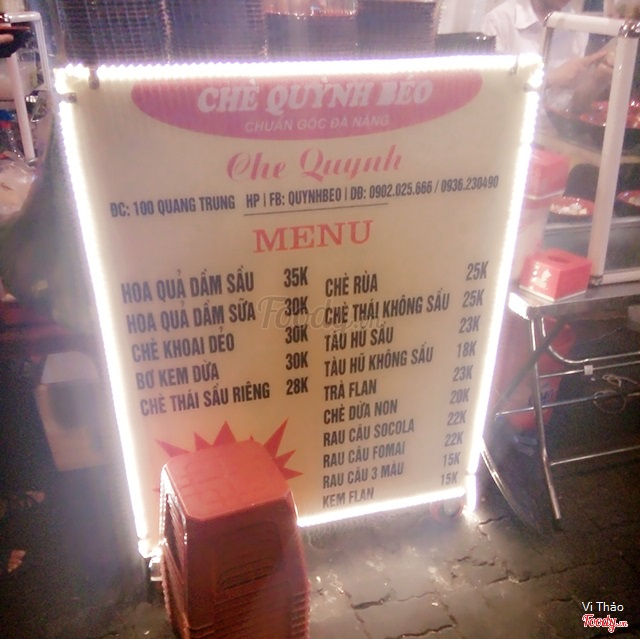 CHÈ QUỲNH BÉO
CHUẨN GỐC ĐÀ NẴNG
Che Quynh
ĐC: 100 QUANG TRUNG HP | FB: QUYNHBEO | DB: 0902.025.666 / 0936.230490
MENU
HOA QUẢ DẦM SẦU 35K
HOA QUẢ DẦM SỮA 30K
CHÈ KHOAI DẺO 30K
BƠ KEM DỪA 30K
CHÈ THÁI SẦU RIÊNG 28K
CHÈ RÙA 25K
CHÈ THÁI KHÔNG SẦU 25K
TÀU HŨ SẦU 23K
TÀU HŨ KHÔNG SẦU 18K
TRÀ FLAN 23K
CHÈ DỪA NON 20K
RAU CÂU SOCOLA 22K
RAU CÂU FOMAI 22K
RAU CÂU 3 MÀU 15K
KEM FLAN 15K
Foody.vn
Vi Thảo
Foody.vn